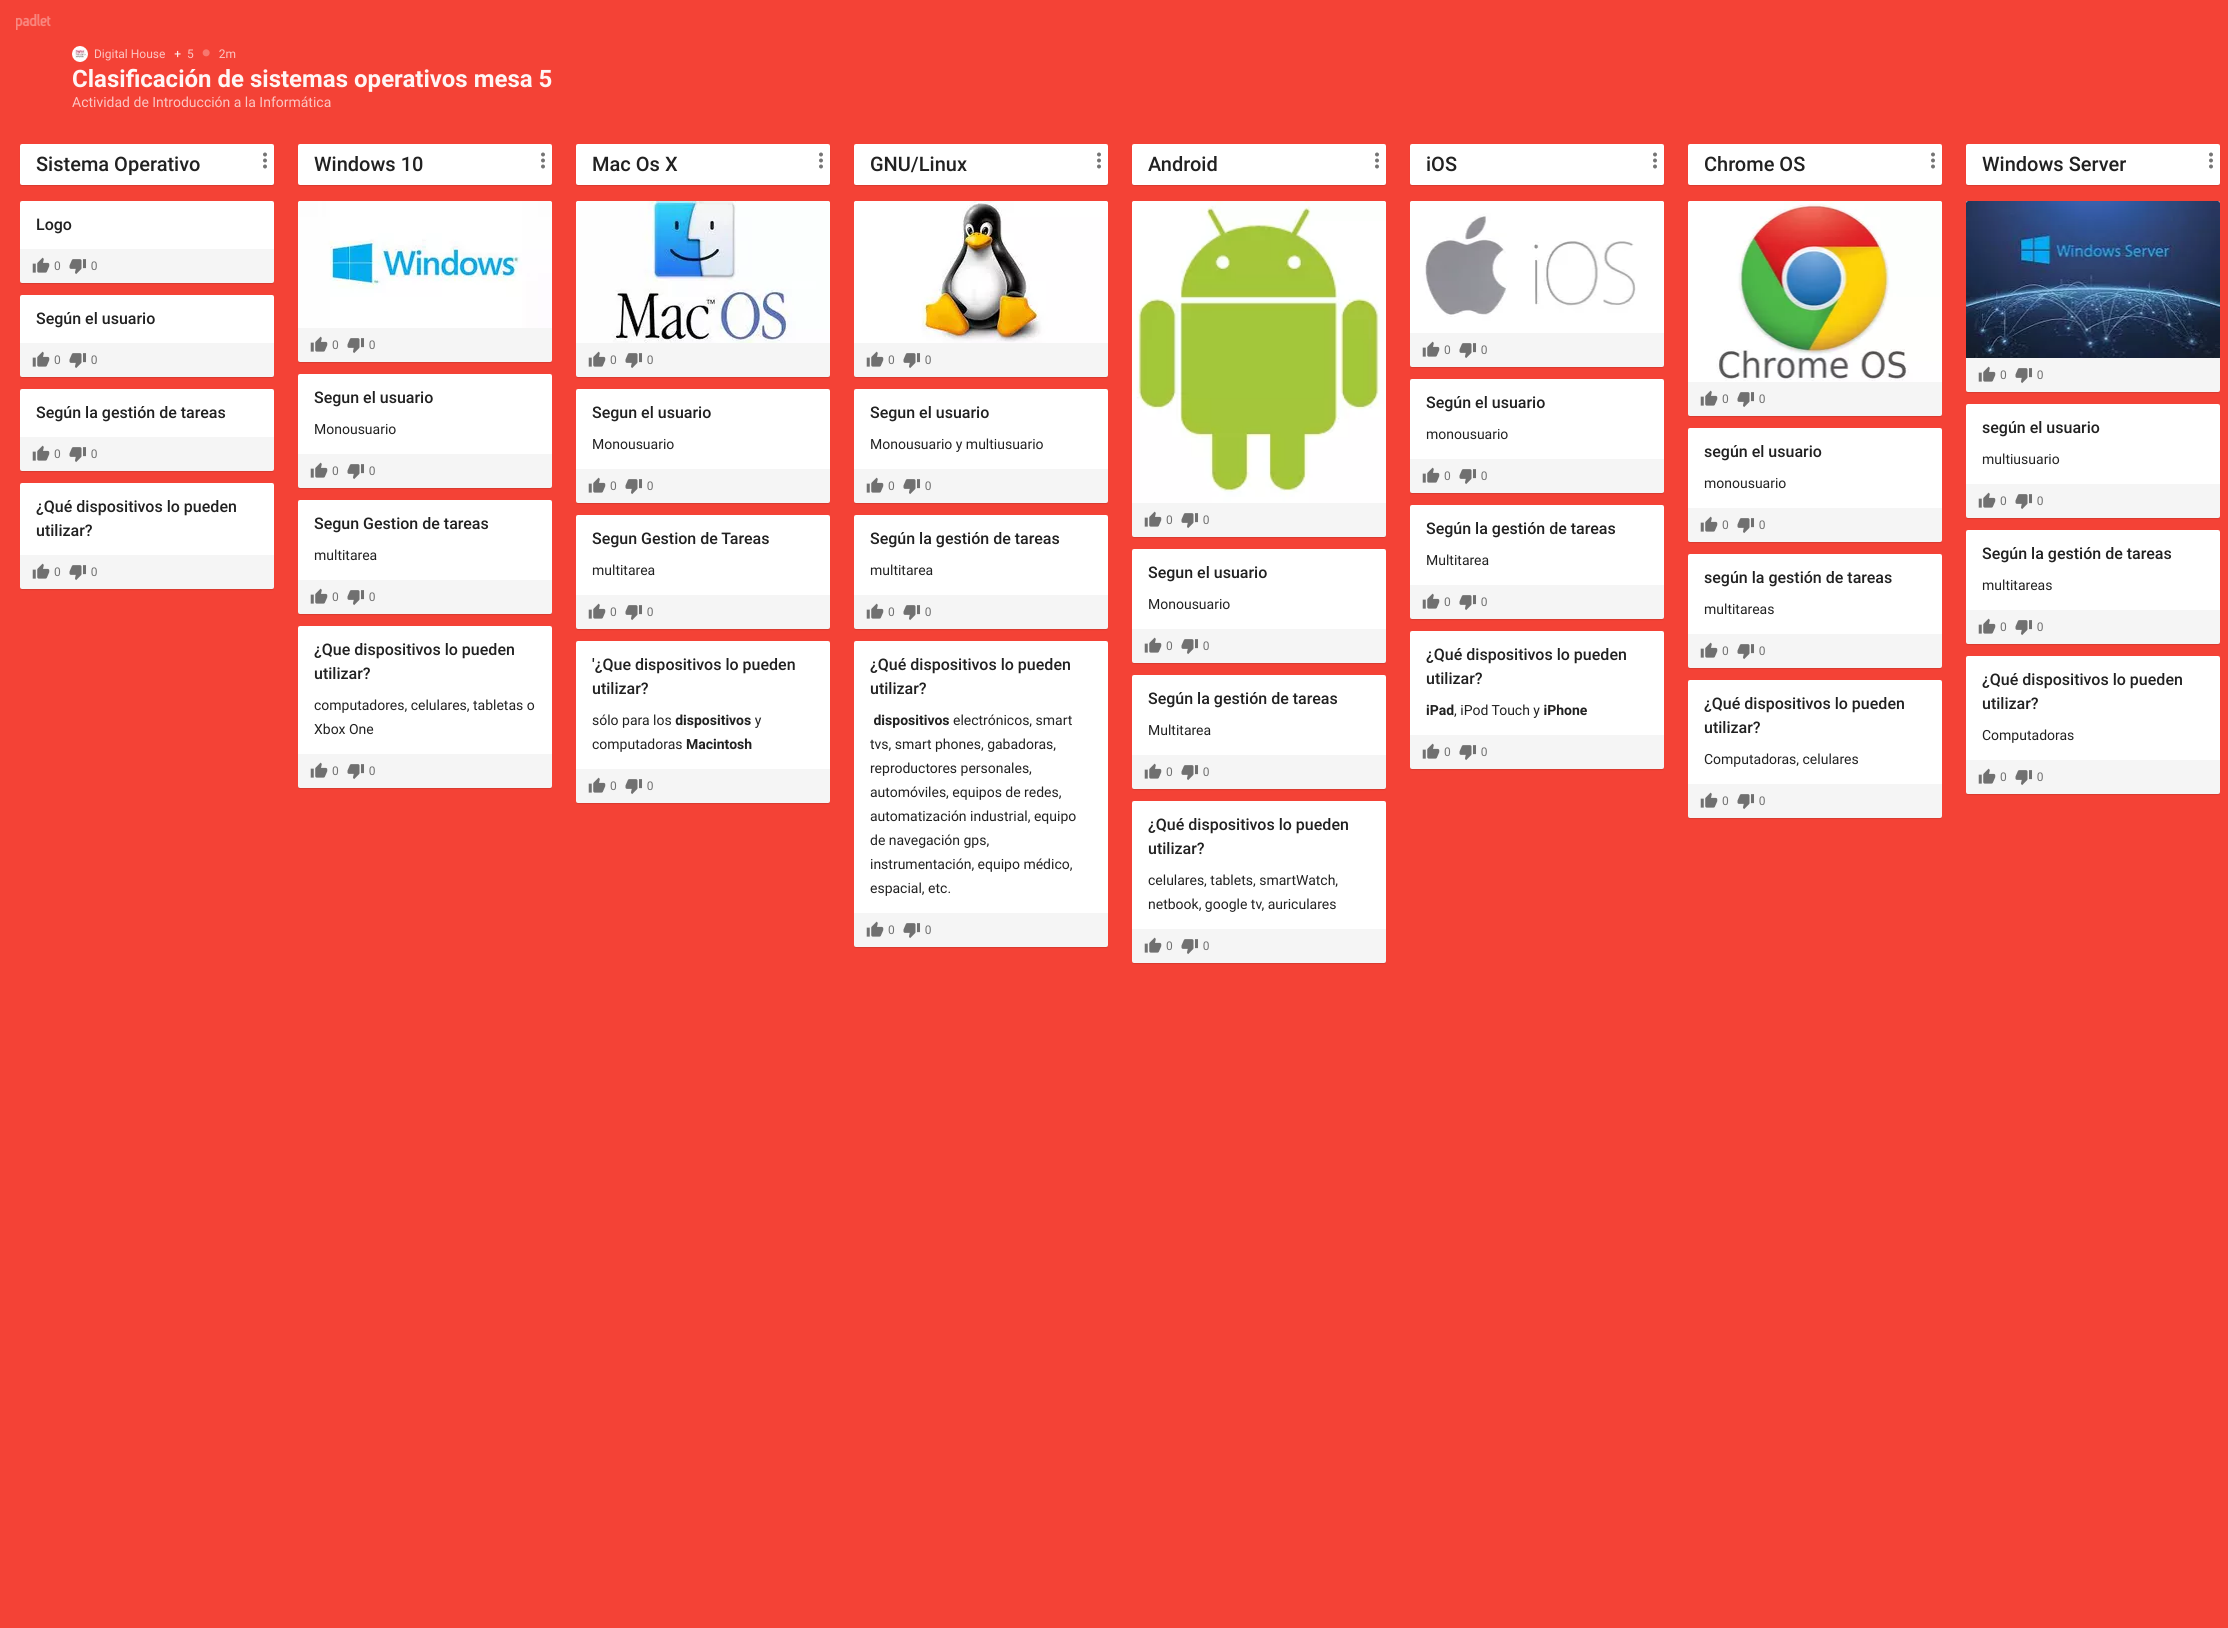 padlet
Digital House + 5 2m
Clasificación de sistemas operativos mesa 5
Actividad de Introducción a la Informática
Sistema Operativo
Logo
0 0
Según el usuario
0 0
Según la gestión de tareas
0 0
¿Qué dispositivos lo pueden
utilizar?
0 0
Windows 10
Windows
0 0
Segun el usuario
Monousuario
0 0
Segun Gestion de tareas
multitarea
0 0
¿Que dispositivos lo pueden
utilizar?
computadores, celulares, tabletas o
Xbox One
0 0
Mac Os X
Mac™ OS
0 0
Segun el usuario
Monousuario
0 0
Segun Gestion de Tareas
multitarea
0 0
'¿Que dispositivos lo pueden
utilizar?
sólo para los dispositivos y
computadoras Macintosh
0 0
GNU/Linux
0 0
Segun el usuario
Monousuario y multiusuario
0 0
Según la gestión de tareas
multitarea
0 0
¿Qué dispositivos lo pueden
utilizar?
dispositivos electrónicos, smart
tvs, smart phones, gabadoras,
reproductores personales,
automóviles, equipos de redes,
automatización industrial, equipo
de navegación gps,
instrumentación, equipo médico,
espacial, etc.
0 0
Android
0 0
Segun el usuario
Monousuario
0 0
Según la gestión de tareas
Multitarea
0 0
¿Qué dispositivos lo pueden
utilizar?
celulares, tablets, smartWatch,
netbook, google tv, auriculares
0 0
iOS
iOS
0 0
Según el usuario
monousuario
0 0
Según la gestión de tareas
Multitarea
0 0
¿Qué dispositivos lo pueden
utilizar?
iPad, iPod Touch y iPhone
0 0
Chrome OS
Chrome OS
0 0
según el usuario
monousuario
0 0
según la gestión de tareas
multitareas
0 0
¿Qué dispositivos lo pueden
utilizar?
Computadoras, celulares
0 0
Windows Server
Windows Server
0 0
según el usuario
multiusuario
0 0
Según la gestión de tareas
multitareas
0 0
¿Qué dispositivos lo pueden
utilizar?
Computadoras
0 0